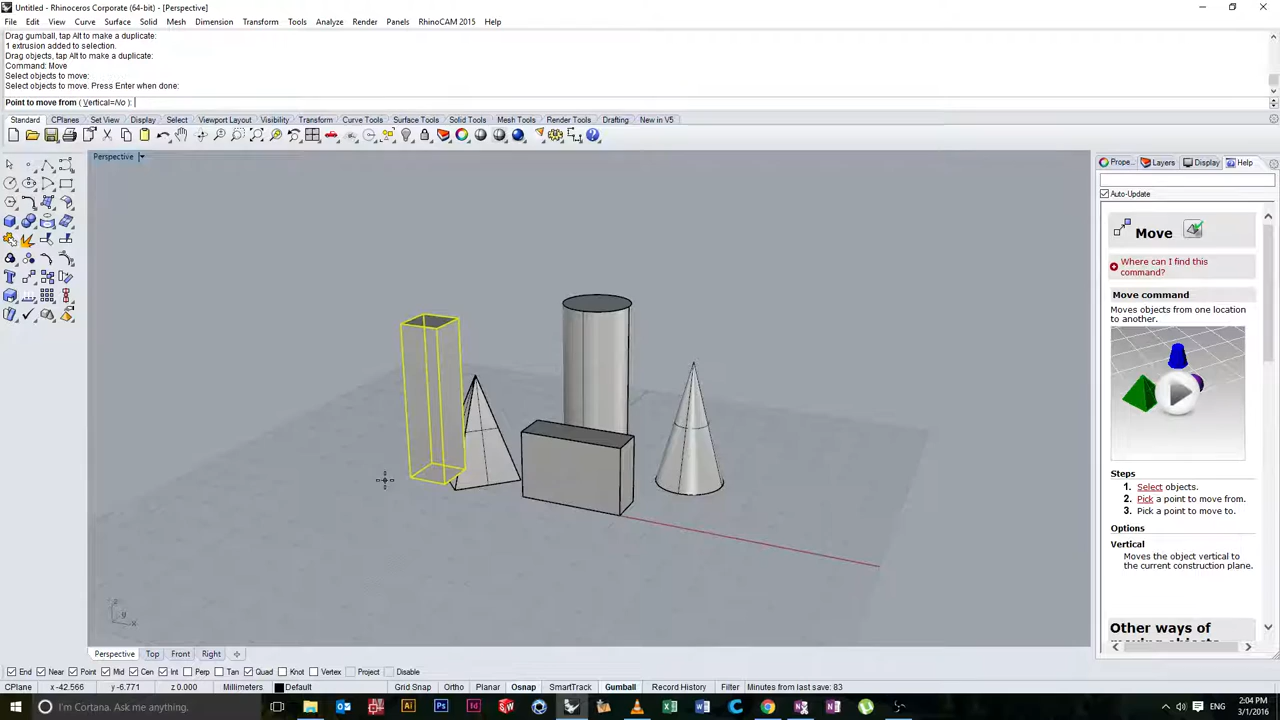 Untitled - Rhinoceros Corporate (64-bit) - [Perspective]
File Edit View Curve Surface Solid Mesh Dimension Transform Tools Analyze Render Panels RhinoCAM 2015 Help
Drag gumball, tap Alt to make a duplicate:
1 extrusion added to selection.
Drag objects, tap Alt to make a duplicate:
Command: Move
Select objects to move:
Select objects to move. Press Enter when done:
Point to move from ( Vertical=No ):
Standard CPlanes Set View Display Select Viewport Layout Visibility Transform Curve Tools Surface Tools Solid Tools Mesh Tools Render Tools Drafting New in V5
Perspective
Prope... Layers Display Help
Auto-Update
Move
Where can I find this
command?
Move command
Moves objects from one location
to another.
Steps
1. Select objects.
2. Pick a point to move from.
3. Pick a point to move to.
Options
Vertical
Moves the object vertical to
the current construction plane.
Other ways of
z
y
x
Perspective Top Front Right
End Near Point Mid Cen Int Perp Tan Quad Knot Vertex Project Disable
CPlane x -42.566 y -6.771 z 0.000 Millimeters Default Grid Snap Ortho Planar Osnap SmartTrack Gumball Record History Filter Minutes from last save: 83
I'm Cortana. Ask me anything.
ENG
2:04 PM
3/1/2016